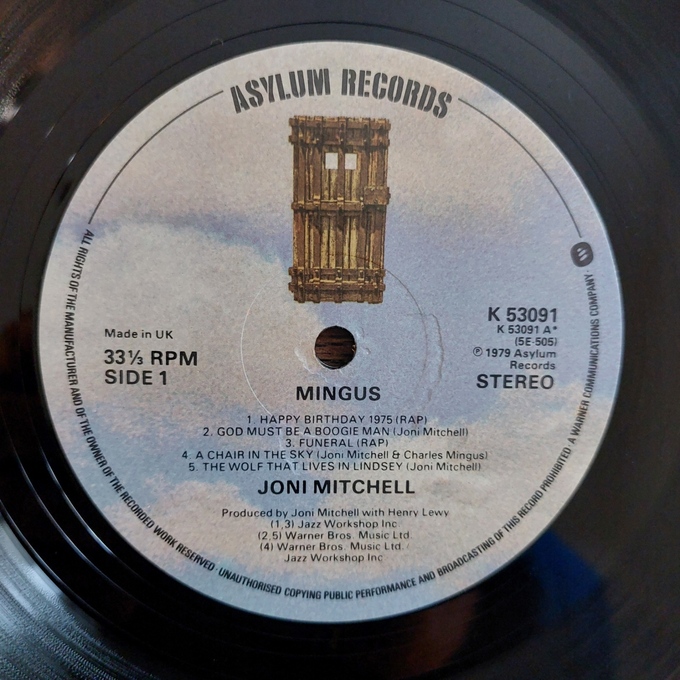 ASYLUM RECORDS
K 53091
K 53091 A*
(5E-505)
℗ 1979 Asylum
Records
STEREO
Made in UK
33⅓ RPM
SIDE 1
MINGUS
1. HAPPY BIRTHDAY 1975 (RAP)
2. GOD MUST BE A BOOGIE MAN (Joni Mitchell)
3. FUNERAL (RAP)
4. A CHAIR IN THE SKY (Joni Mitchell & Charles Mingus)
5. THE WOLF THAT LIVES IN LINDSEY (Joni Mitchell)
JONI MITCHELL
Produced by Joni Mitchell with Henry Lewy
(1,3) Jazz Workshop Inc.
(2,5) Warner Bros. Music Ltd.
(4) Warner Bros. Music Ltd.
Jazz Workshop Inc
ALL RIGHTS OF THE MANUFACTURER AND OF THE OWNER OF THE RECORDED WORK RESERVED · UNAUTHORISED COPYING PUBLIC PERFORMANCE AND BROADCASTING OF THIS RECORD PROHIBITED · A WARNER COMMUNICATIONS COMPANY ·